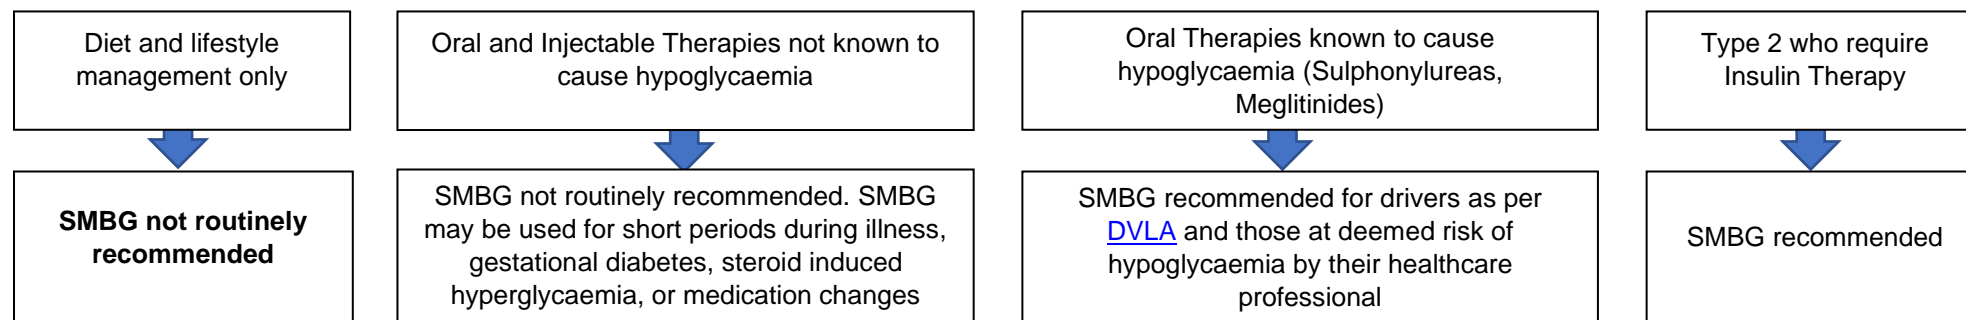 Diet and lifestyle
management only
Oral and Injectable Therapies not known to
cause hypoglycaemia
Oral Therapies known to cause
hypoglycaemia (Sulphonylureas,
Meglitinides)
Type 2 who require
Insulin Therapy
SMBG not routinely
recommended
SMBG not routinely recommended. SMBG
may be used for short periods during illness,
gestational diabetes, steroid induced
hyperglycaemia, or medication changes
SMBG recommended for drivers as per
DVLA and those at deemed risk of
hypoglycaemia by their healthcare
professional
SMBG recommended